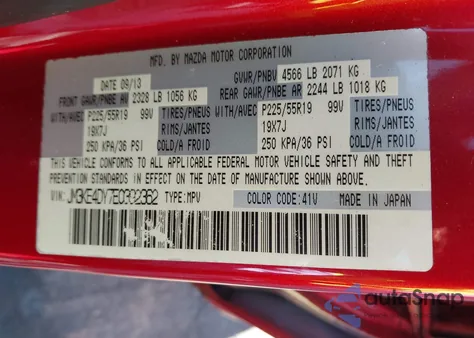 MFD. BY MAZDA MOTOR CORPORATION
DATE 09/13 GVWR/PNBV 4566 LB 2071 KG
FRONT GAWR/PNBE AV 2328 LB 1056 KG REAR GAWR/PNBE AR 2244 LB 1018 KG
WITH/AVEC P225/55R19 99V TIRES/PNEUS WITH/AVEC P225/55R19 99V TIRES/PNEUS
19X7J RIMS/JANTES 19X7J RIMS/JANTES
250 KPA/36 PSI COLD/A FROID 250 KPA/36 PSI COLD/A FROID
THIS VEHICLE CONFORMS TO ALL APPLICABLE FEDERAL MOTOR VEHICLE SAFETY AND THEFT
PREVENTION STANDARDS IN EFFECT ON THE DATE OF MANUFACTURE SHOWN ABOVE.
VIN: JM3KE4DY7E0302362 TYPE: MPV COLOR CODE: 41V MADE IN JAPAN
autoSnap